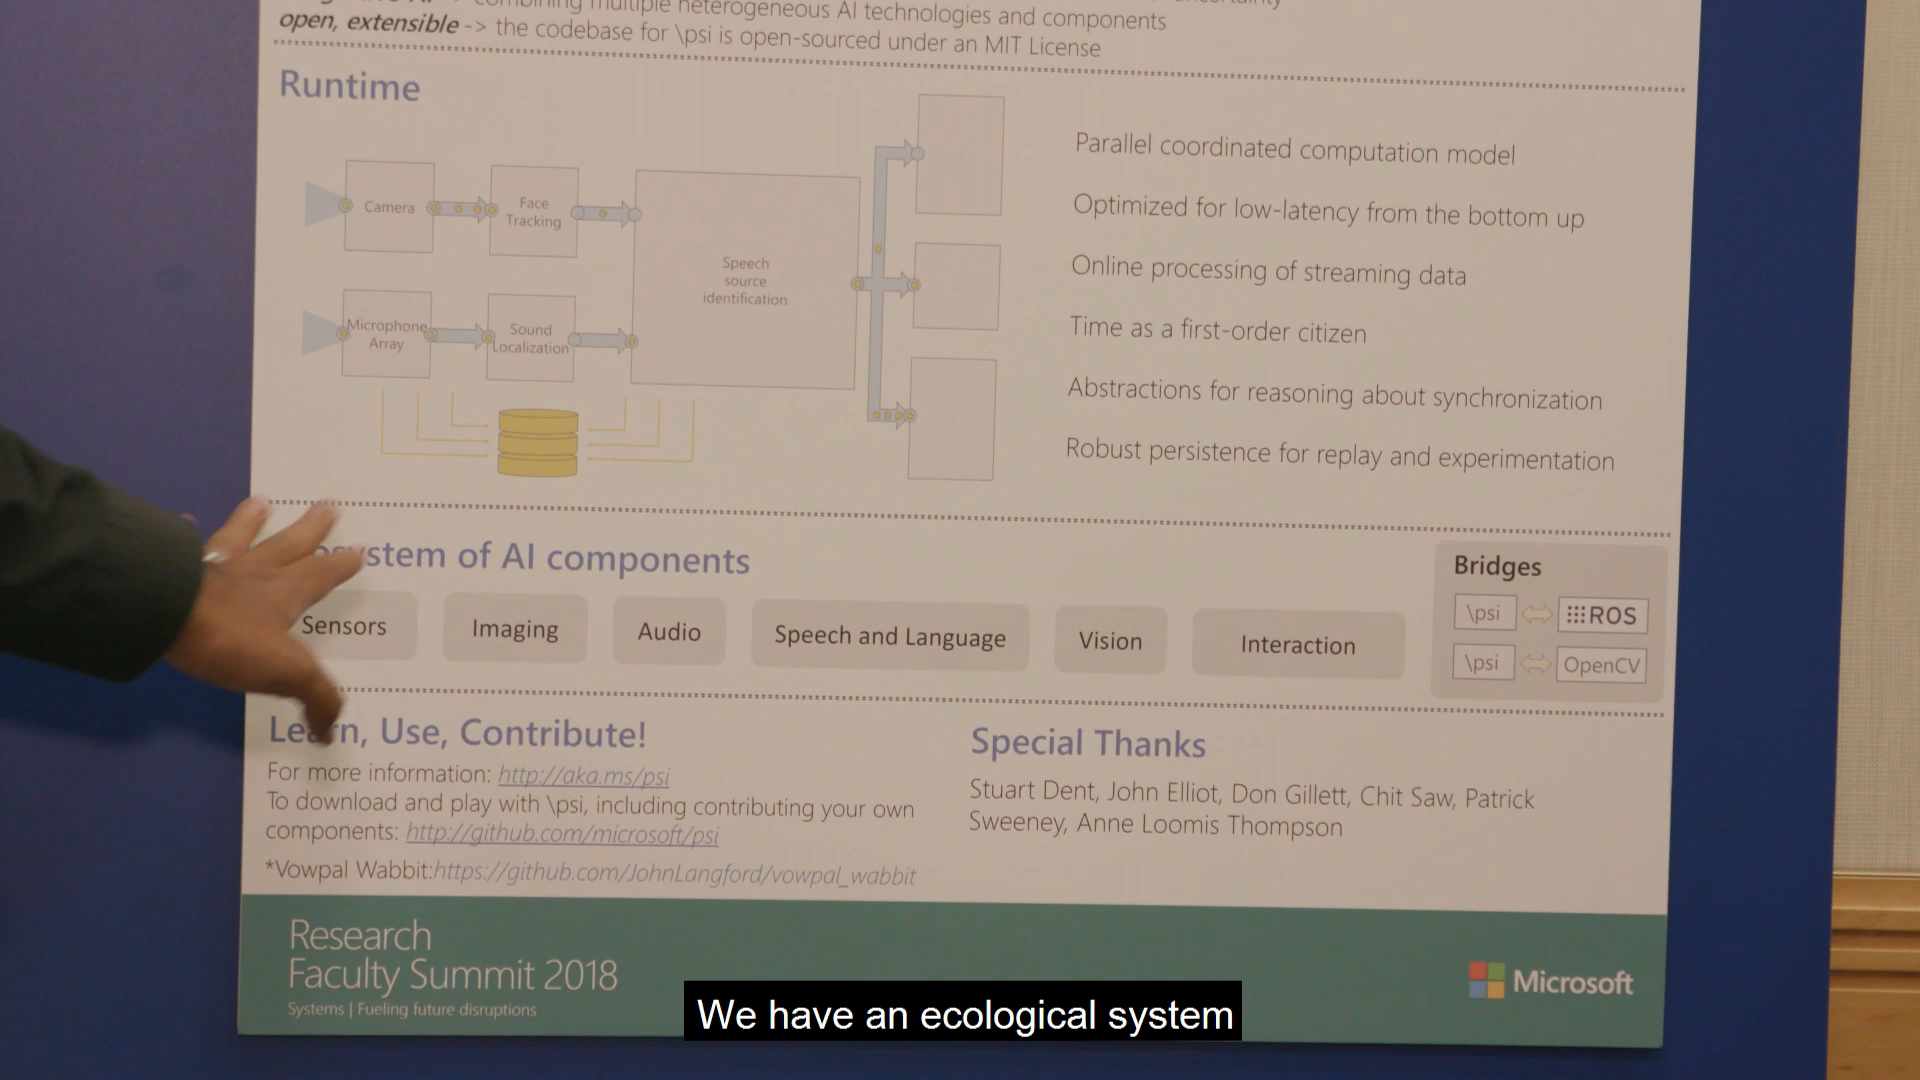 combining multiple heterogeneous AI technologies and components
open, extensible -> the codebase for \psi is open-sourced under an MIT License
Runtime
Camera
Face
Tracking
Microphone
Array
Sound
Localization
Speech
source
identification
Parallel coordinated computation model
Optimized for low-latency from the bottom up
Online processing of streaming data
Time as a first-order citizen
Abstractions for reasoning about synchronization
Robust persistence for replay and experimentation
of AI components
Sensors
Imaging
Audio
Speech and Language
Vision
Interaction
Bridges
\psi
ROS
\psi
OpenCV
Learn, Use, Contribute!
For more information: http://aka.ms/psi
To download and play with \psi, including contributing your own
components: http://github.com/microsoft/psi
*Vowpal Wabbit:https://github.com/JohnLangford/vowpal_wabbit
Special Thanks
Stuart Dent, John Elliot, Don Gillett, Chit Saw, Patrick
Sweeney, Anne Loomis Thompson
Research
Faculty Summit 2018
Systems | Fueling future disruptions
Microsoft
We have an ecological system